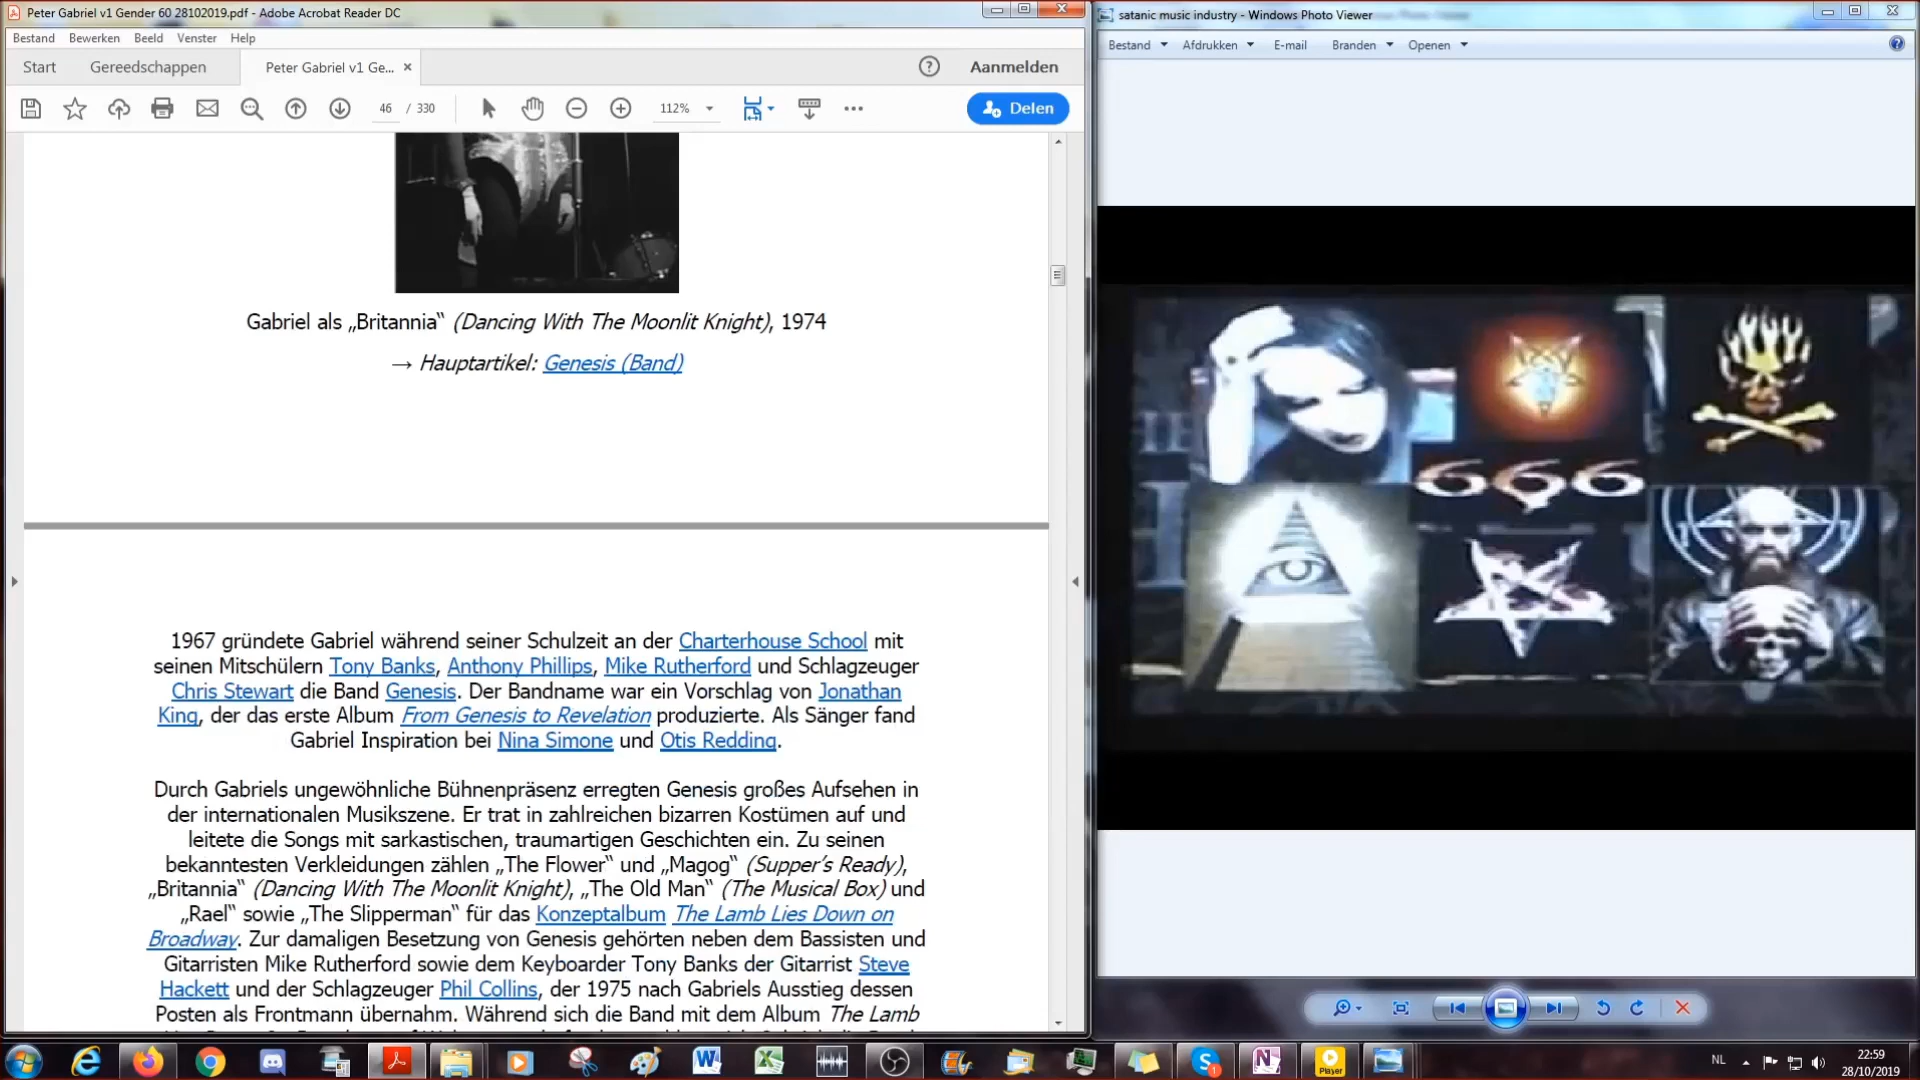 Peter Gabriel v1 Gender 60 28102019.pdf - Adobe Acrobat Reader DC
Bestand Bewerken Beeld Venster Help
Start Gereedschappen Peter Gabriel v1 Ge... × Aanmelden
46 / 330 112% Delen
Gabriel als „Britannia“ (Dancing With The Moonlit Knight), 1974
→ Hauptartikel: Genesis (Band)
1967 gründete Gabriel während seiner Schulzeit an der Charterhouse School mit
seinen Mitschülern Tony Banks, Anthony Phillips, Mike Rutherford und Schlagzeuger
Chris Stewart die Band Genesis. Der Bandname war ein Vorschlag von Jonathan
King, der das erste Album From Genesis to Revelation produzierte. Als Sänger fand
Gabriel Inspiration bei Nina Simone und Otis Redding.
Durch Gabriels ungewöhnliche Bühnenpräsenz erregten Genesis großes Aufsehen in
der internationalen Musikszene. Er trat in zahlreichen bizarren Kostümen auf und
leitete die Songs mit sarkastischen, traumartigen Geschichten ein. Zu seinen
bekanntesten Verkleidungen zählen „The Flower“ und „Magog“ (Supper's Ready),
„Britannia“ (Dancing With The Moonlit Knight), „The Old Man“ (The Musical Box) und
„Rael“ sowie „The Slipperman“ für das Konzeptalbum The Lamb Lies Down on
Broadway. Zur damaligen Besetzung von Genesis gehörten neben dem Bassisten und
Gitarristen Mike Rutherford sowie dem Keyboarder Tony Banks der Gitarrist Steve
Hackett und der Schlagzeuger Phil Collins, der 1975 nach Gabriels Ausstieg dessen
Posten als Frontmann übernahm. Während sich die Band mit dem Album The Lamb
satanic music industry - Windows Photo Viewer
Bestand Afdrukken E-mail Branden Openen
666
NL
22:59
28/10/2019